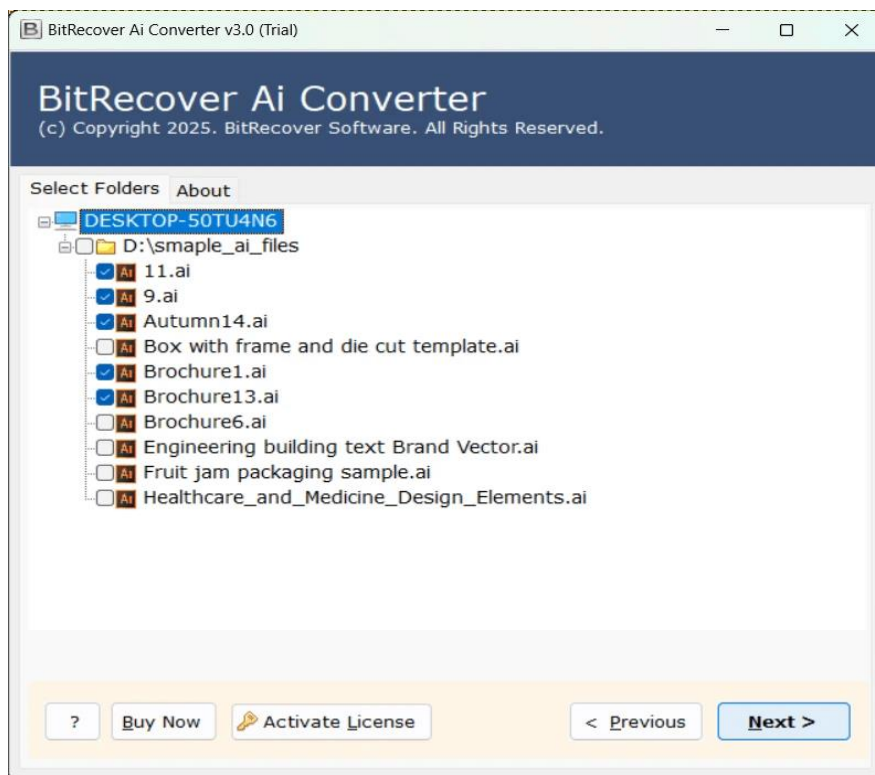 BitRecover Ai Converter v3.0 (Trial)
BitRecover Ai Converter
(c) Copyright 2025. BitRecover Software. All Rights Reserved.
Select Folders About
DESKTOP-50TU4N6
D:\smaple_ai_files
11.ai
9.ai
Autumn14.ai
Box with frame and die cut template.ai
Brochure1.ai
Brochure13.ai
Brochure6.ai
Engineering building text Brand Vector.ai
Fruit jam packaging sample.ai
Healthcare_and_Medicine_Design_Elements.ai
? Buy Now Activate License < Previous Next >